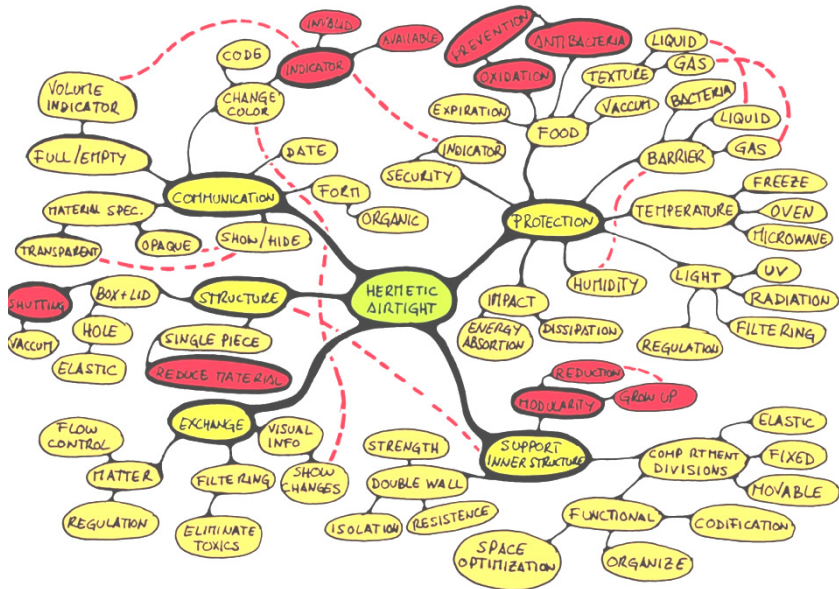 INVALID
AVAILABLE
INDICATOR
CODE
CHANGE
COLOR
VOLUME
INDICATOR
FULL/EMPTY
COMMUNICATION
DATE
FORM
ORGANIC
MATERIAL SPEC.
TRANSPARENT
OPAQUE
SHOW/HIDE
PREVENTION
ANTIBACTERIA
OXIDATION
LIQUID
GAS
TEXTURE
VACCUM
EXPIRATION
FOOD
INDICATOR
SECURITY
BACTERIA
LIQUID
GAS
BARRIER
PROTECTION
TEMPERATURE
FREEZE
OVEN
MICROWAVE
HUMIDITY
LIGHT
UV
RADIATION
FILTERING
REGULATION
IMPACT
ENERGY
ABSORTION
DISSIPATION
HERMETIC
AIRTIGHT
STRUCTURE
BOX+LID
SHUTTING
VACCUM
HOLE
ELASTIC
SINGLE PIECE
REDUCE MATERIAL
EXCHANGE
VISUAL
INFO
SHOW
CHANGES
FLOW
CONTROL
MATTER
REGULATION
FILTERING
ELIMINATE
TOXICS
REDUCTION
MODULARITY
GROW UP
SUPPORT
INNER STRUCTURE
STRENGTH
DOUBLE WALL
ISOLATION
RESISTENCE
COMPARTMENT
DIVISIONS
ELASTIC
FIXED
MOVABLE
FUNCTIONAL
CODIFICATION
SPACE
OPTIMIZATION
ORGANIZE